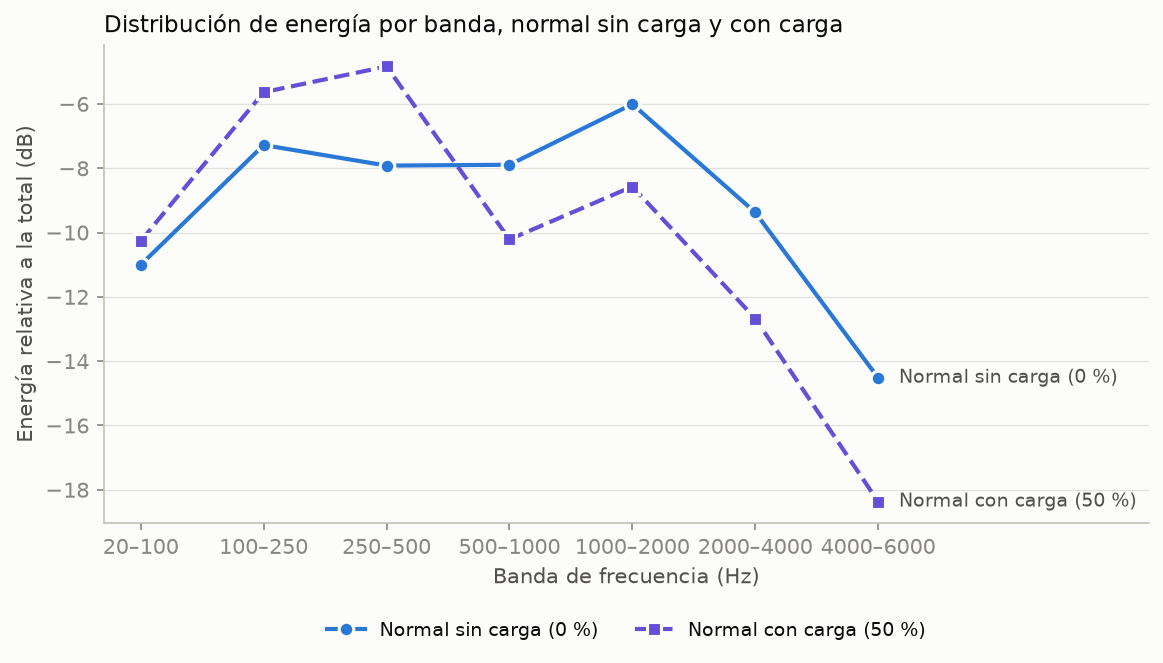 Distribución de energía por banda, normal sin carga y con carga
Energía relativa a la total (dB)
−6
−8
−10
−12
−14
−16
−18
Normal sin carga (0 %)
Normal con carga (50 %)
20–100 100–250 250–500 500–1000 1000–2000 2000–4000 4000–6000
Banda de frecuencia (Hz)
Normal sin carga (0 %) Normal con carga (50 %)